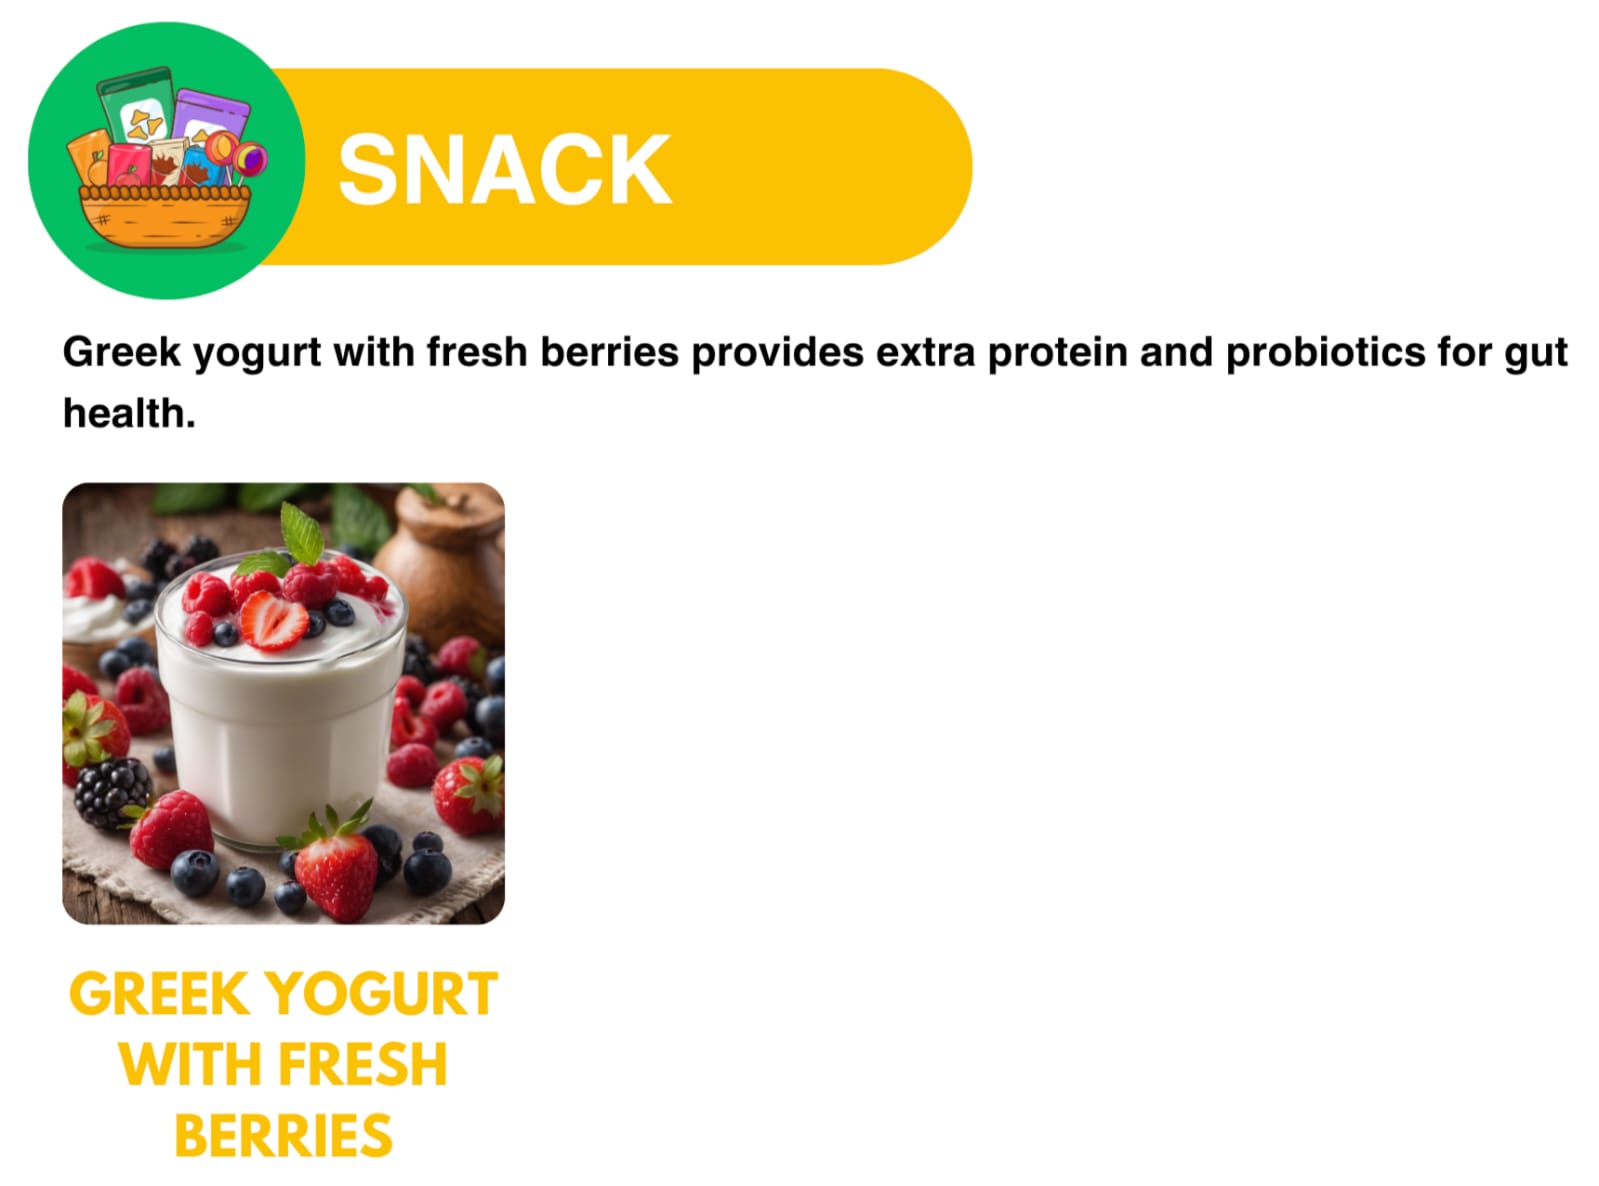 SNACK
Greek yogurt with fresh berries provides extra protein and probiotics for gut
health.
GREEK YOGURT
WITH FRESH
BERRIES